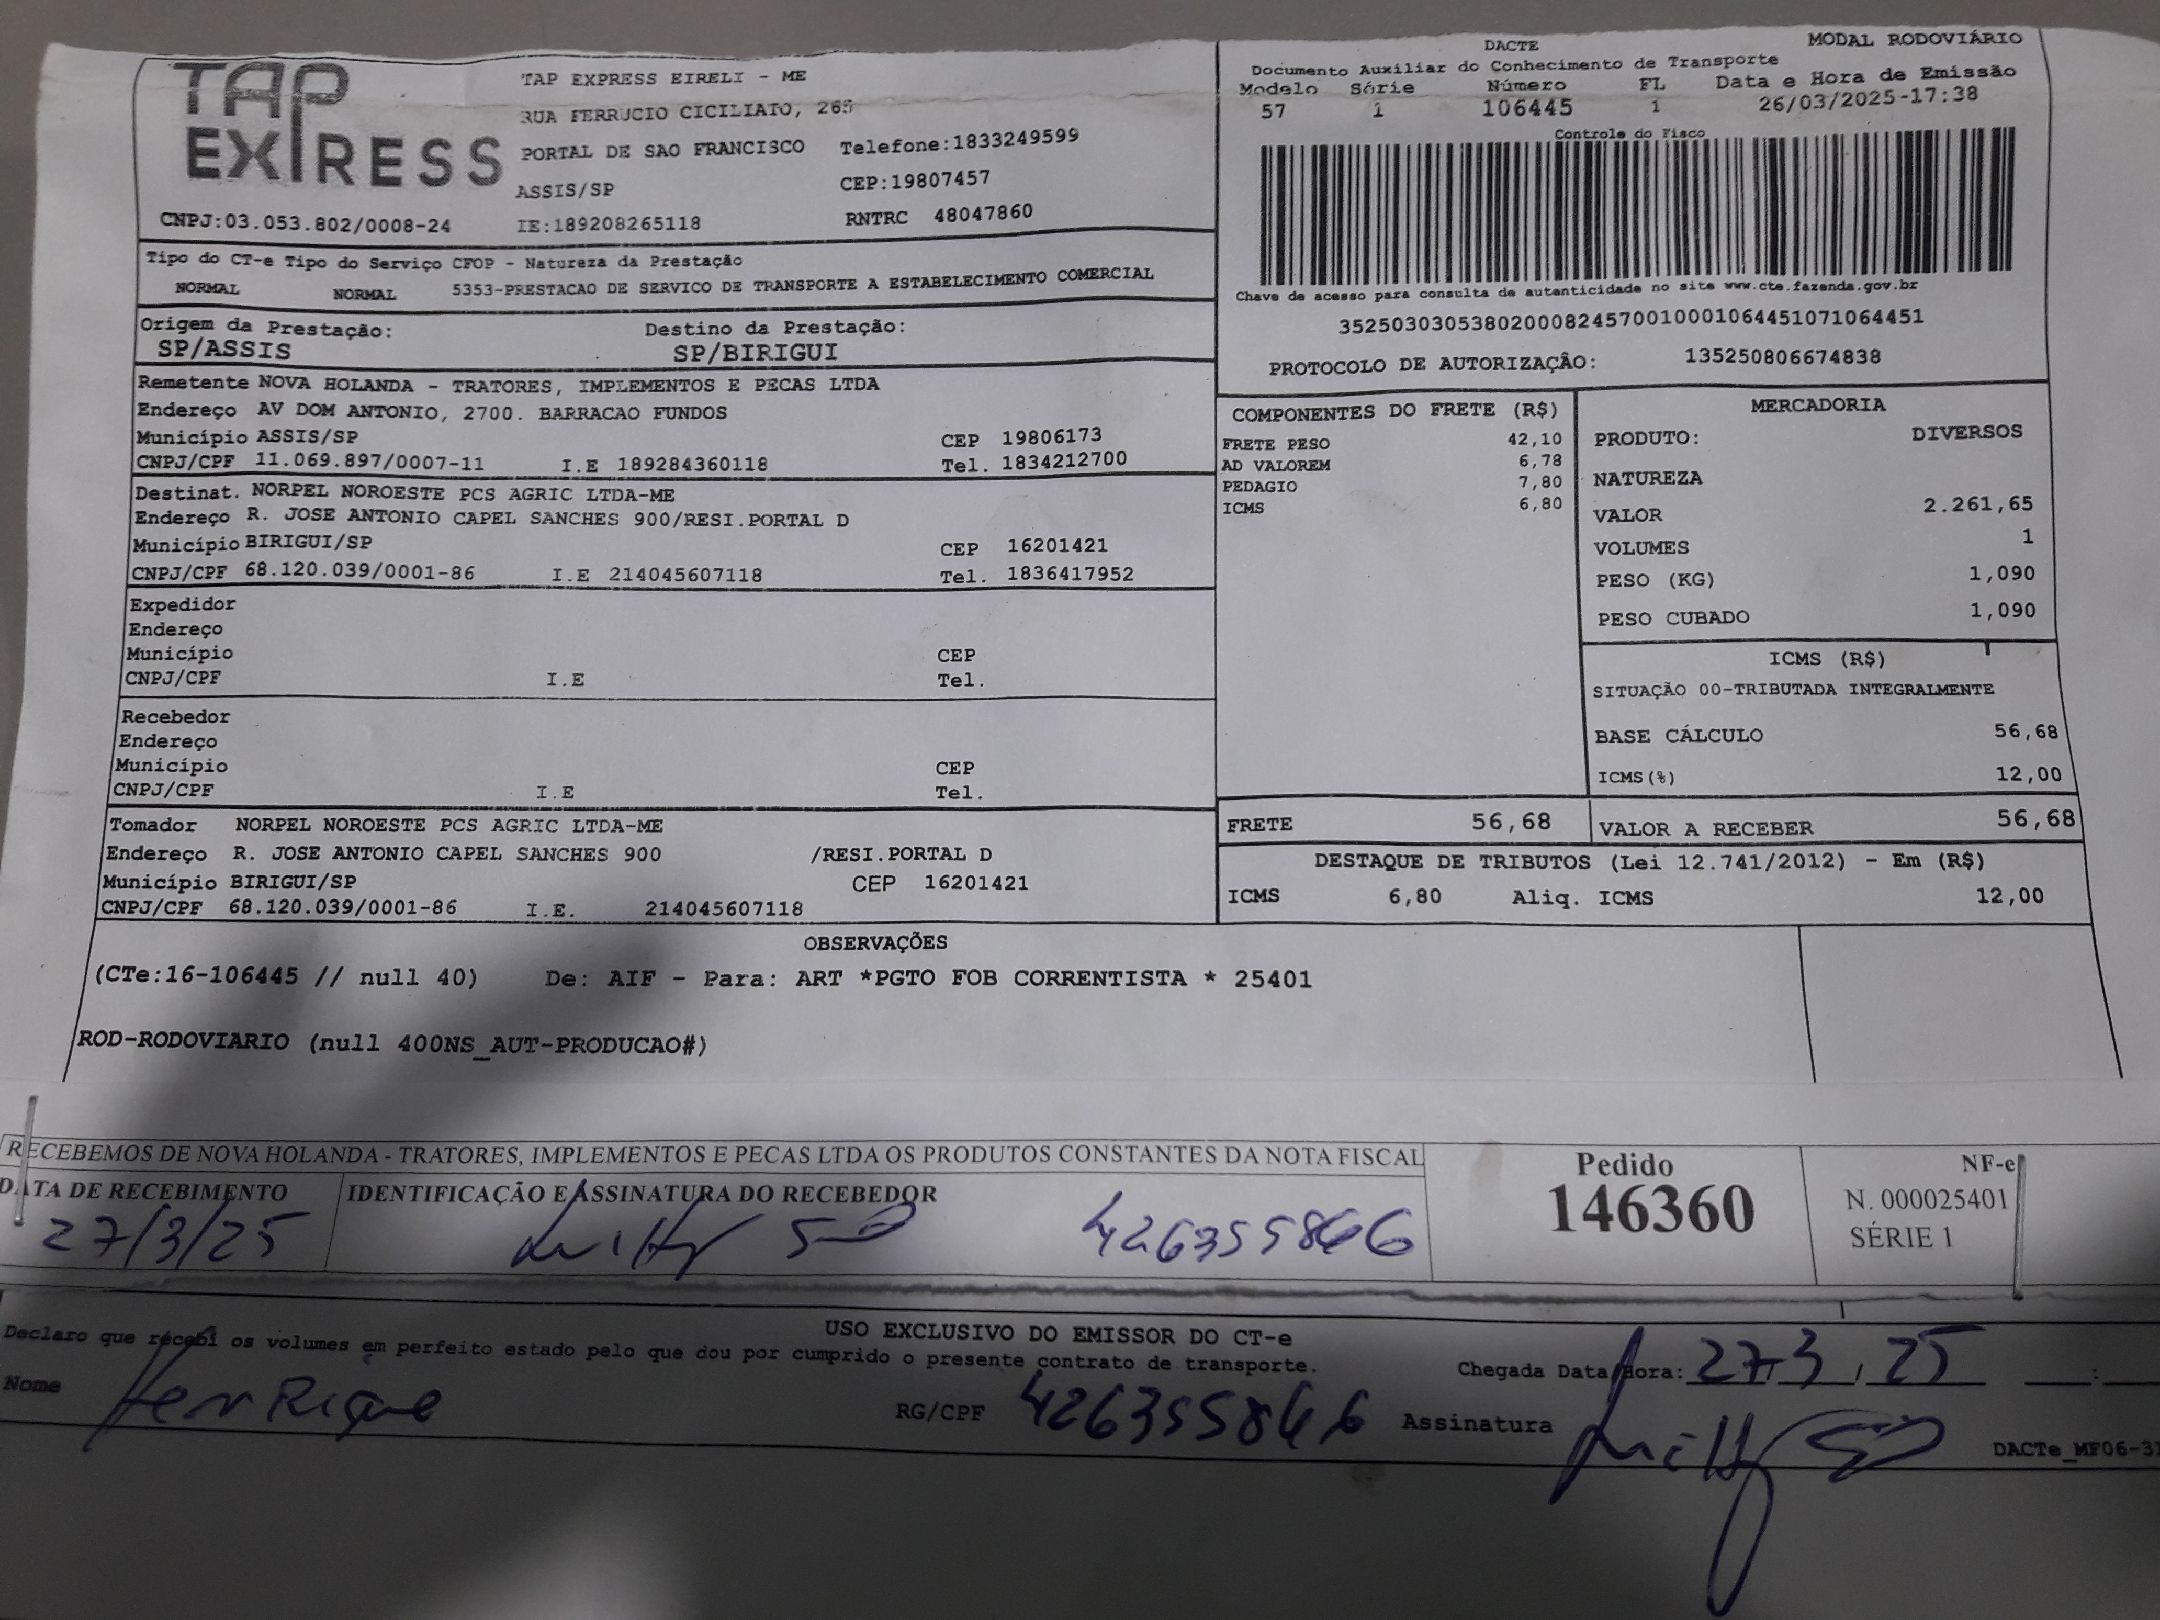 TAP EXPRESS
TAP EXPRESS EIRELI - ME
RUA FERRUCIO CICILIATO, 265
PORTAL DE SAO FRANCISCO Telefone:1833249599
ASSIS/SP CEP:19807457
CNPJ:03.053.802/0008-24 IE:189208265118 RNTRC 48047860
DACTE MODAL RODOVIÁRIO
Documento Auxiliar do Conhecimento de Transporte
Modelo Série Número FL Data e Hora de Emissão
57 1 106445 1 26/03/2025-17:38
Controle do Fisco
Chave de acesso para consulta de autenticidade no site www.cte.fazenda.gov.br
35250303053802000824570010001064451071064451
PROTOCOLO DE AUTORIZAÇÃO: 135250806674838
Tipo do CT-e Tipo do Serviço CFOP - Natureza da Prestação
NORMAL NORMAL 5353-PRESTACAO DE SERVICO DE TRANSPORTE A ESTABELECIMENTO COMERCIAL
Origem da Prestação: Destino da Prestação:
SP/ASSIS SP/BIRIGUI
Remetente NOVA HOLANDA - TRATORES, IMPLEMENTOS E PECAS LTDA
Endereço AV DOM ANTONIO, 2700. BARRACAO FUNDOS
Município ASSIS/SP CEP 19806173
CNPJ/CPF 11.069.897/0007-11 I.E 189284360118 Tel. 1834212700
Destinat. NORPEL NOROESTE PCS AGRIC LTDA-ME
Endereço R. JOSE ANTONIO CAPEL SANCHES 900/RESI.PORTAL D
Município BIRIGUI/SP CEP 16201421
CNPJ/CPF 68.120.039/0001-86 I.E 214045607118 Tel. 1836417952
Expedidor
Endereço
Município CEP
CNPJ/CPF I.E Tel.
Recebedor
Endereço
Município CEP
CNPJ/CPF I.E Tel.
Tomador NORPEL NOROESTE PCS AGRIC LTDA-ME
Endereço R. JOSE ANTONIO CAPEL SANCHES 900 /RESI.PORTAL D
Município BIRIGUI/SP CEP 16201421
CNPJ/CPF 68.120.039/0001-86 I.E. 214045607118
COMPONENTES DO FRETE (R$)
FRETE PESO 42,10
AD VALOREM 6,78
PEDAGIO 7,80
ICMS 6,80
MERCADORIA
PRODUTO: DIVERSOS
NATUREZA
VALOR 2.261,65
VOLUMES 1
PESO (KG) 1,090
PESO CUBADO 1,090
ICMS (R$)
SITUAÇÃO 00-TRIBUTADA INTEGRALMENTE
BASE CÁLCULO 56,68
ICMS(%) 12,00
FRETE 56,68 VALOR A RECEBER 56,68
DESTAQUE DE TRIBUTOS (Lei 12.741/2012) - Em (R$)
ICMS 6,80 Aliq. ICMS 12,00
OBSERVAÇÕES
(CTe:16-106445 // null 40) De: AIF - Para: ART *PGTO FOB CORRENTISTA * 25401
ROD-RODOVIARIO (null 400NS_AUT-PRODUCAO#)
RECEBEMOS DE NOVA HOLANDA - TRATORES, IMPLEMENTOS E PECAS LTDA OS PRODUTOS CONSTANTES DA NOTA FISCAL
DATA DE RECEBIMENTO IDENTIFICAÇÃO E ASSINATURA DO RECEBEDOR
27/3/25 426355846
Pedido
146360
NF-e
N. 000025401
SÉRIE 1
USO EXCLUSIVO DO EMISSOR DO CT-e
Declaro que recebi os volumes em perfeito estado pelo que dou por cumprido o presente contrato de transporte.
Chegada Data/Hora: 27/3/25 :
Nome Henrique RG/CPF 426355846 Assinatura
DACTe_MF06-3